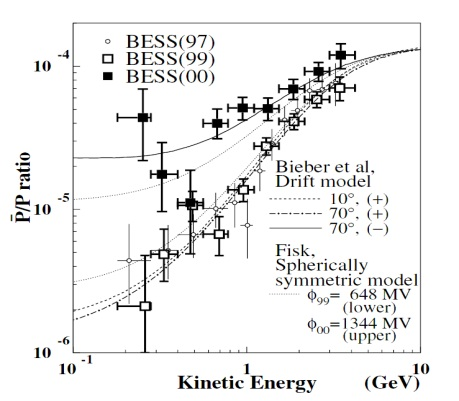 BESS(97)
BESS(99)
BESS(00)
10⁻⁴
10⁻⁵
10⁻⁶
P̄/P ratio
Bieber et al,
Drift model
10°, (+)
70°, (+)
70°, (−)
Fisk,
Spherically
symmetric model
ϕ₉₉= 648 MV
(lower)
ϕ₀₀=1344 MV
(upper)
10⁻¹ 1 10
Kinetic Energy (GeV)